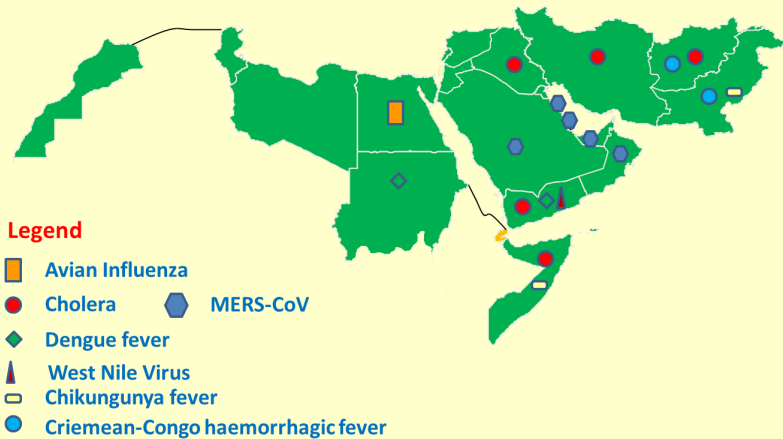 Legend
Avian Influenza
Cholera MERS-CoV
Dengue fever
West Nile Virus
Chikungunya fever
Criemean-Congo haemorrhagic fever